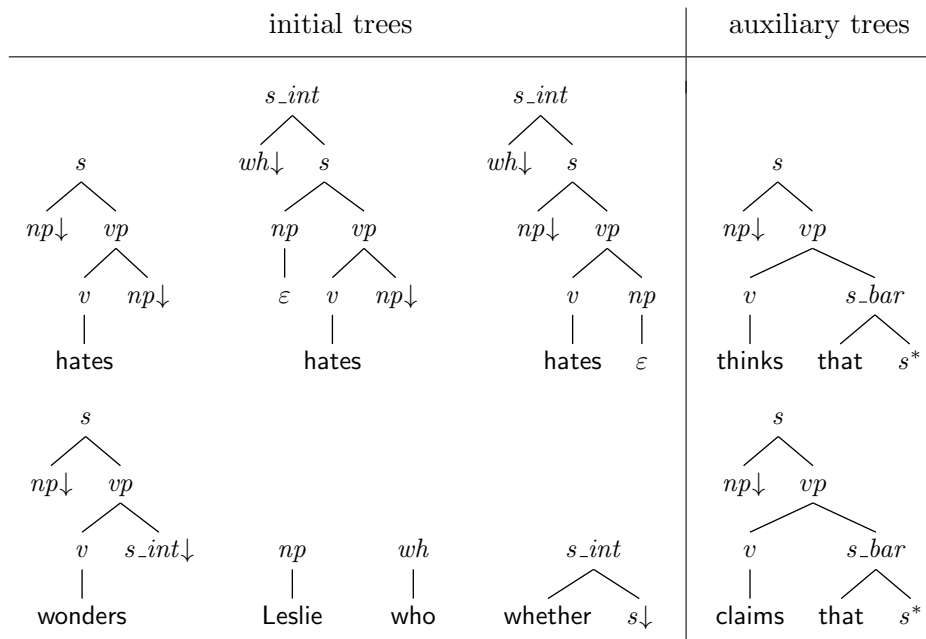 initial trees auxiliary trees
s_int s_int
s wh↓ s wh↓ s s
np↓ vp np vp np↓ vp np↓ vp
v np↓ ε v np↓ v np v s_bar
hates hates hates ε thinks that s*
s s
np↓ vp np↓ vp
v s_int↓ np wh s_int v s_bar
wonders Leslie who whether s↓ claims that s*